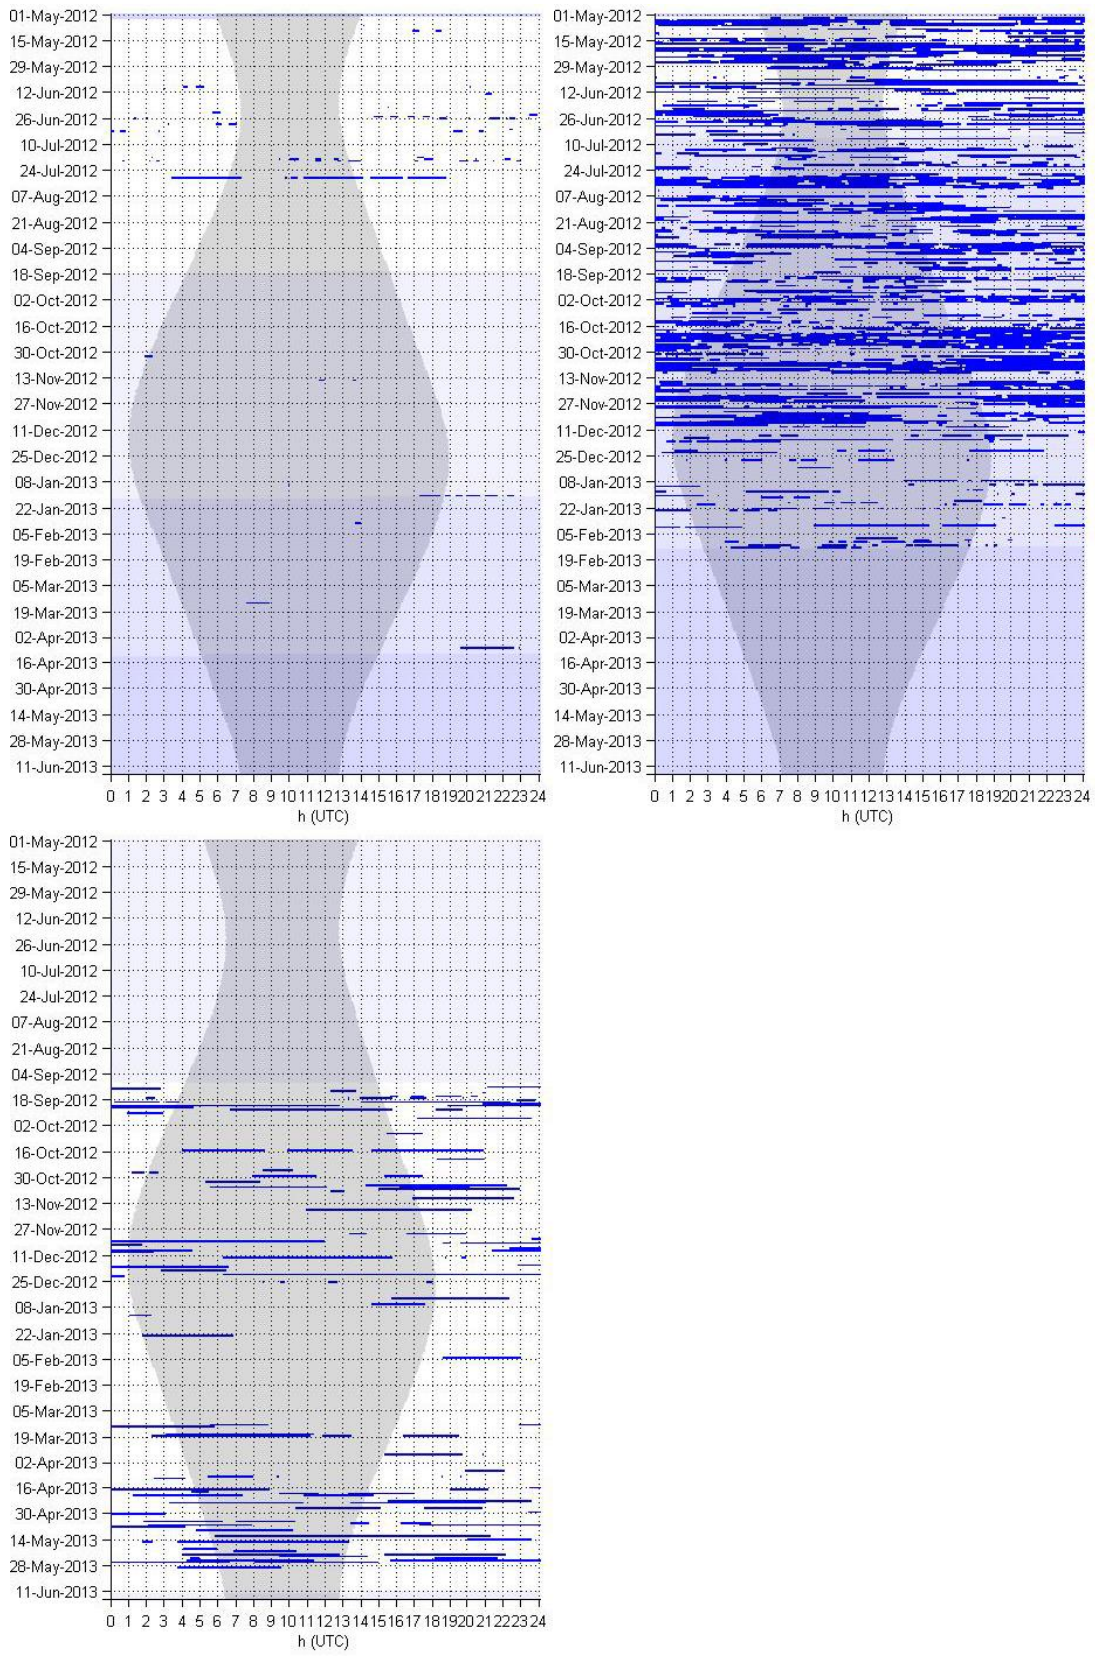 01-May-2012
15-May-2012
29-May-2012
12-Jun-2012
26-Jun-2012
10-Jul-2012
24-Jul-2012
07-Aug-2012
21-Aug-2012
04-Sep-2012
18-Sep-2012
02-Oct-2012
16-Oct-2012
30-Oct-2012
13-Nov-2012
27-Nov-2012
11-Dec-2012
25-Dec-2012
08-Jan-2013
22-Jan-2013
05-Feb-2013
19-Feb-2013
05-Mar-2013
19-Mar-2013
02-Apr-2013
16-Apr-2013
30-Apr-2013
14-May-2013
28-May-2013
11-Jun-2013
0 1 2 3 4 5 6 7 8 9 10 11 12 13 14 15 16 17 18 19 20 21 22 23 24
h (UTC)
01-May-2012
15-May-2012
29-May-2012
12-Jun-2012
26-Jun-2012
10-Jul-2012
24-Jul-2012
07-Aug-2012
21-Aug-2012
04-Sep-2012
18-Sep-2012
02-Oct-2012
16-Oct-2012
30-Oct-2012
13-Nov-2012
27-Nov-2012
11-Dec-2012
25-Dec-2012
08-Jan-2013
22-Jan-2013
05-Feb-2013
19-Feb-2013
05-Mar-2013
19-Mar-2013
02-Apr-2013
16-Apr-2013
30-Apr-2013
14-May-2013
28-May-2013
11-Jun-2013
0 1 2 3 4 5 6 7 8 9 10 11 12 13 14 15 16 17 18 19 20 21 22 23 24
h (UTC)
01-May-2012
15-May-2012
29-May-2012
12-Jun-2012
26-Jun-2012
10-Jul-2012
24-Jul-2012
07-Aug-2012
21-Aug-2012
04-Sep-2012
18-Sep-2012
02-Oct-2012
16-Oct-2012
30-Oct-2012
13-Nov-2012
27-Nov-2012
11-Dec-2012
25-Dec-2012
08-Jan-2013
22-Jan-2013
05-Feb-2013
19-Feb-2013
05-Mar-2013
19-Mar-2013
02-Apr-2013
16-Apr-2013
30-Apr-2013
14-May-2013
28-May-2013
11-Jun-2013
0 1 2 3 4 5 6 7 8 9 10 11 12 13 14 15 16 17 18 19 20 21 22 23 24
h (UTC)